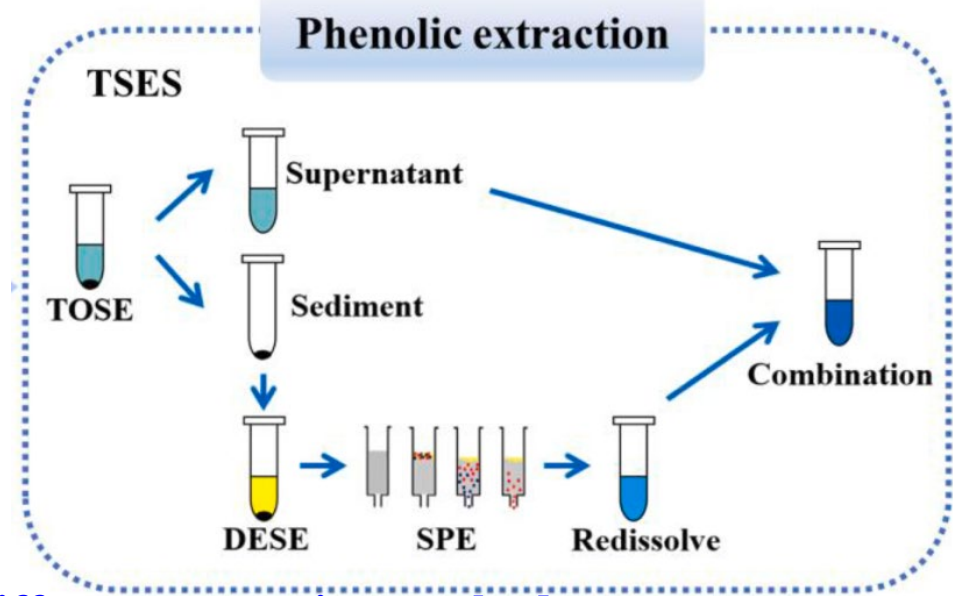 Phenolic extraction
TSES
Supernatant
TOSE
Sediment
Combination
DESE
SPE
Redissolve